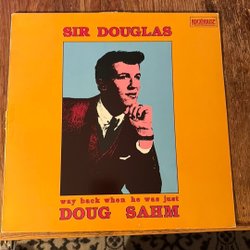 SIR DOUGLAS
way back when he was just
DOUG SAHM